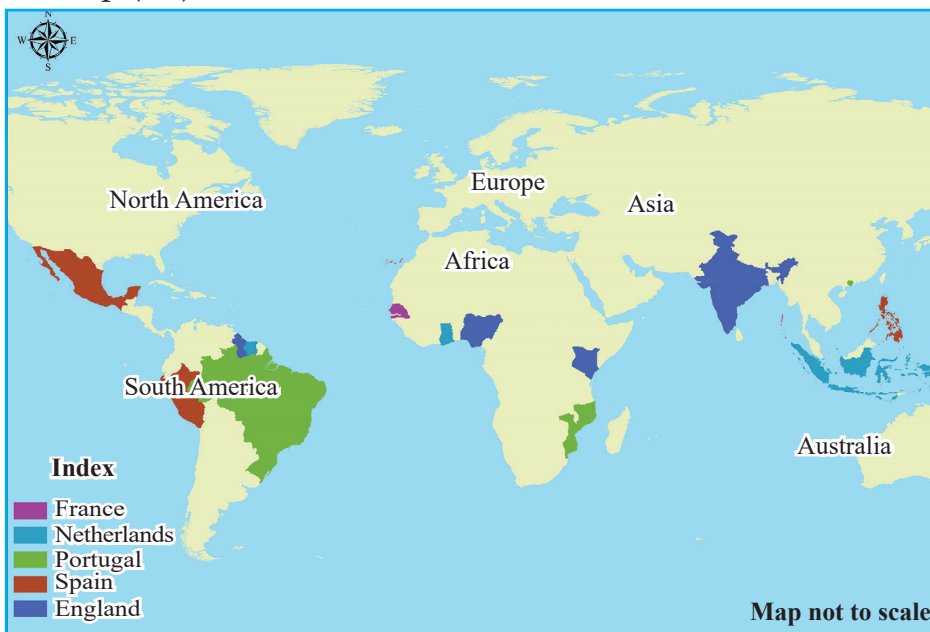 N
W E
S
North America
Europe
Asia
Africa
South America
Australia
Index
France
Netherlands
Portugal
Spain
England
Map not to scale